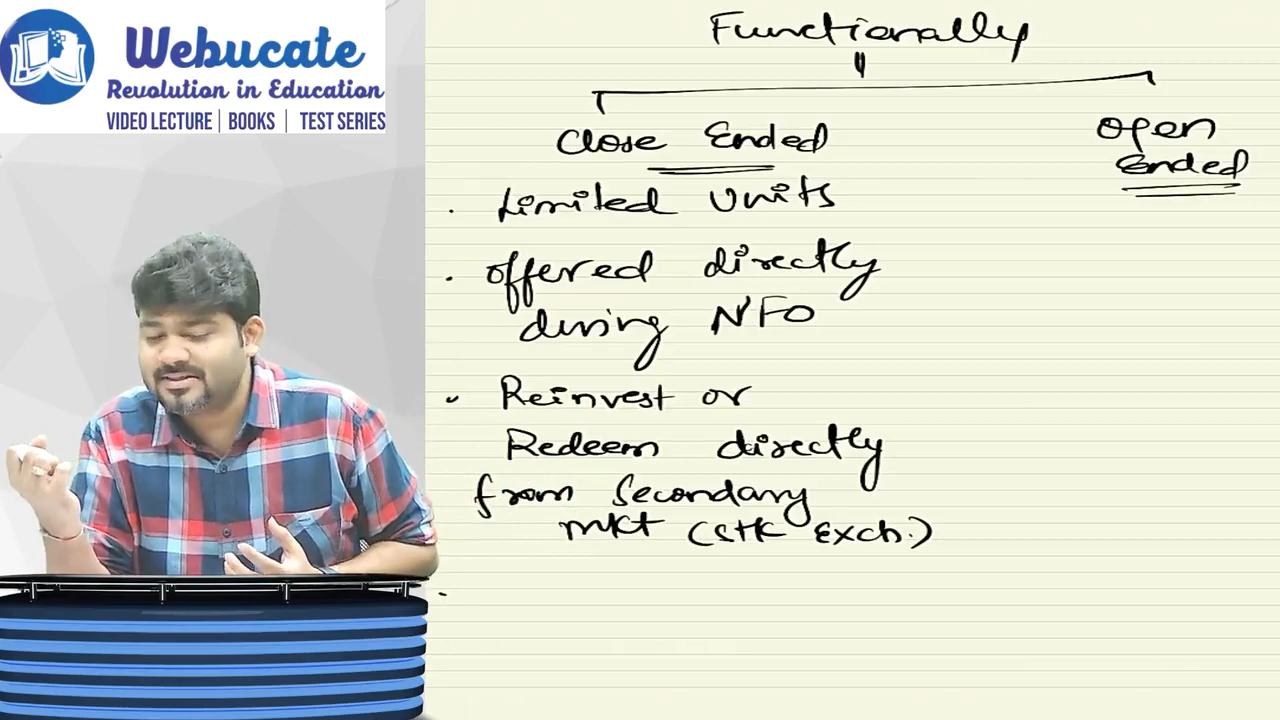 Webucate
Revolution in Education
VIDEO LECTURE | BOOKS | TEST SERIES
Functionally
Close Ended
Open
Ended
. Limited Units
. Offered directly
during NFO
. Reinvest or
Redeem directly
from Secondary
mkt (Stk Exch.)
.